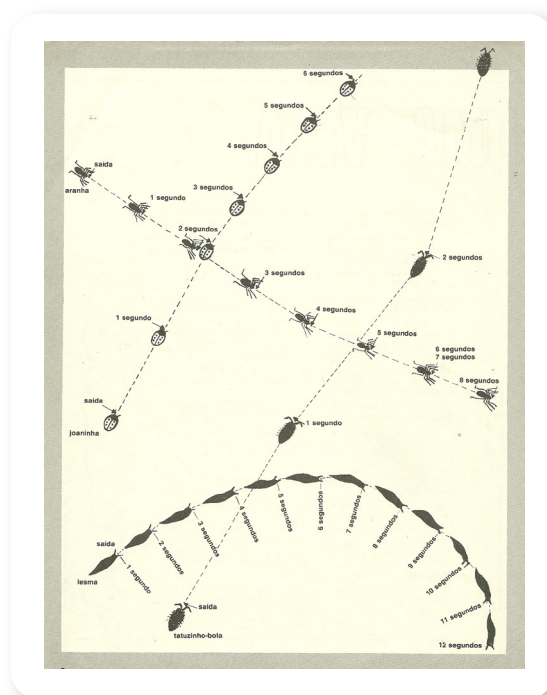 6 segundos
5 segundos
4 segundos
saída
aranha
1 segundo
3 segundos
2 segundos
2 segundos
3 segundos
4 segundos
1 segundo
5 segundos
6 segundos
7 segundos
8 segundos
saída
joaninha
1 segundo
saída
lesma
1 segundo
2 segundos
3 segundos
4 segundos
5 segundos
6 segundos
7 segundos
8 segundos
9 segundos
10 segundos
11 segundos
12 segundos
saída
tatuzinho-bola